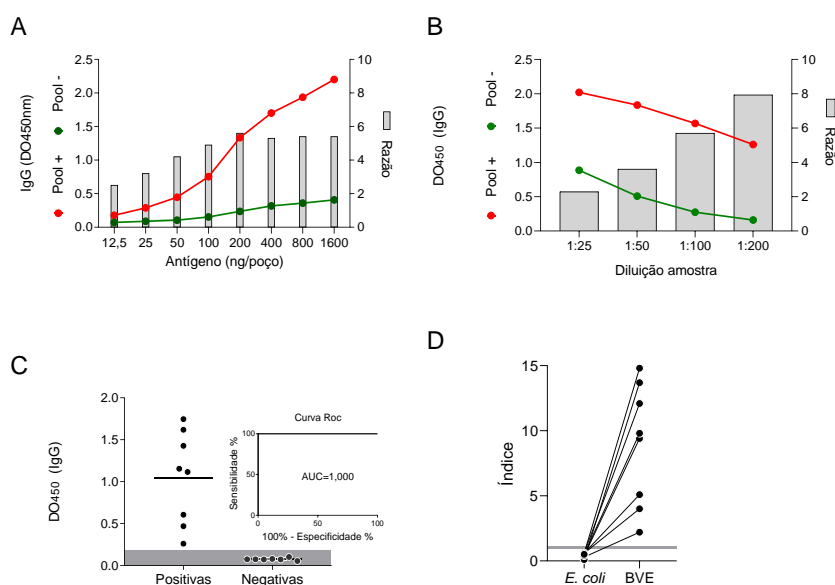 A
IgG (DO450nm)
Pool +
Pool -
2.5
2.0
1.5
1.0
0.5
0.0
10
8
6
4
2
0
Razão
12,5 25 50 100 200 400 800 1600
Antígeno (ng/poço)
B
DO450 (IgG)
Pool +
Pool -
2.5
2.0
1.5
1.0
0.5
0.0
10
8
6
4
2
0
Razão
1:25 1:50 1:100 1:200
Diluição amostra
C
DO450 (IgG)
2.0
1.5
1.0
0.5
0.0
Positivas Negativas
Curva Roc
Sensibilidade %
100
50
0
AUC=1,000
0 50 100
100% - Especificidade %
D
Índice
15
10
5
0
E. coli BVE